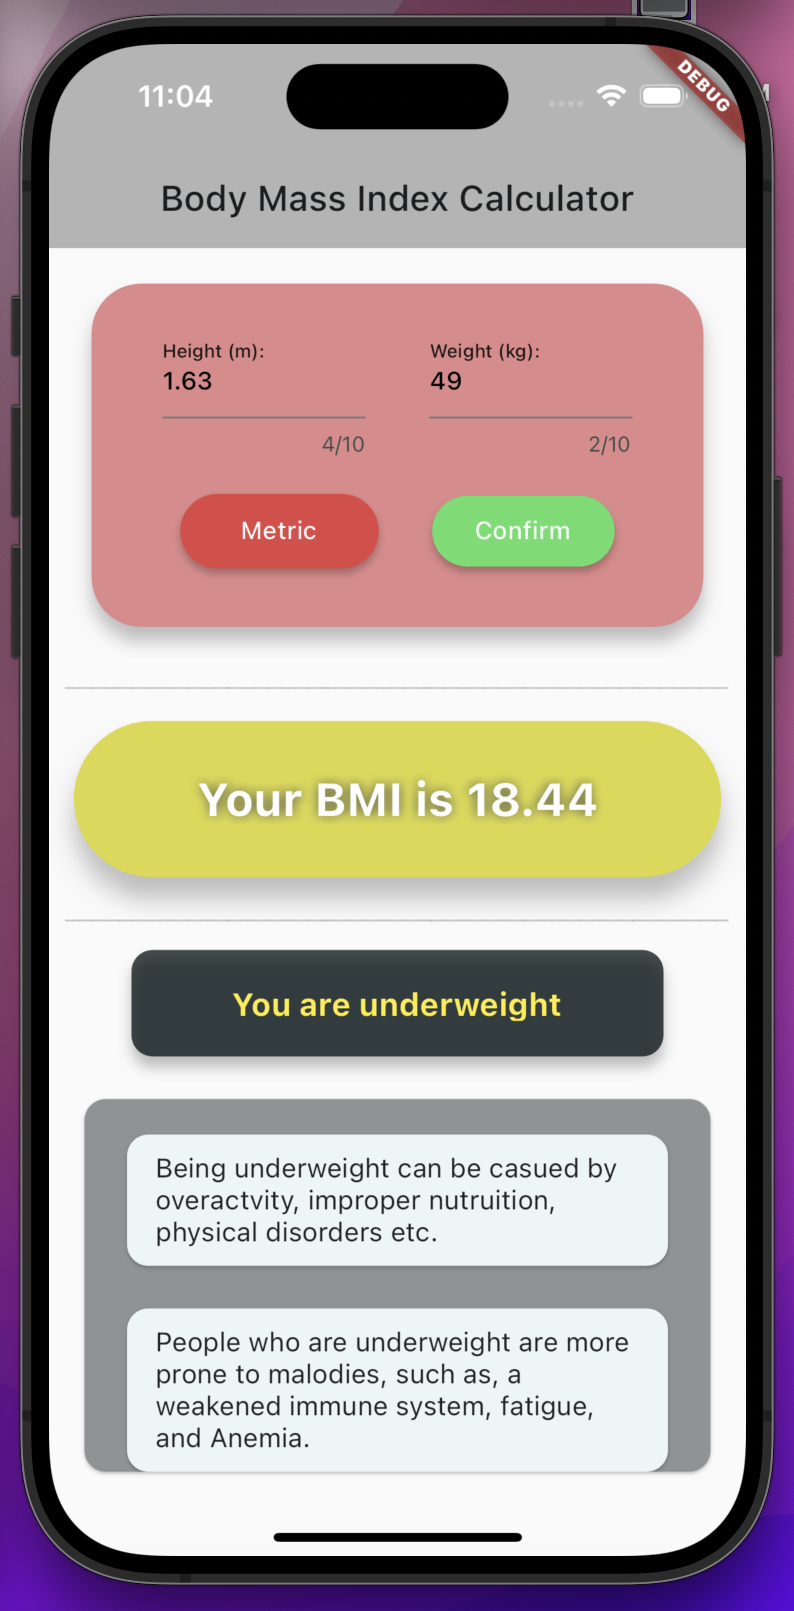 11:04
DEBUG
Body Mass Index Calculator
Height (m):
Weight (kg):
1.63
49
4/10
2/10
Metric
Confirm
Your BMI is 18.44
You are underweight
Being underweight can be casued by
overactvity, improper nutruition,
physical disorders etc.
People who are underweight are more
prone to malodies, such as, a
weakened immune system, fatigue,
and Anemia.